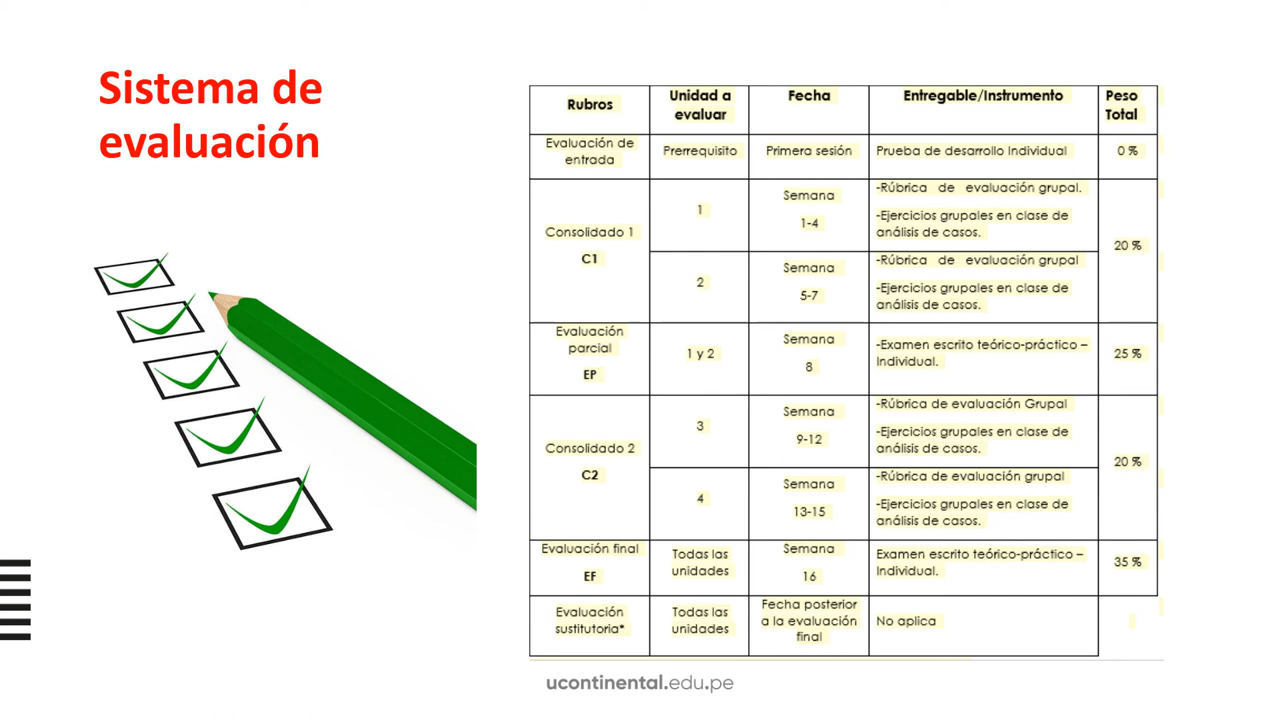 Sistema de
evaluación
Rubros
Unidad a
evaluar
Fecha
Entregable/Instrumento
Peso
Total
Evaluación de
entrada
Prerrequisito
Primera sesión
Prueba de desarrollo Individual
0 %
Consolidado 1
C1
1
Semana
1-4
-Rúbrica de evaluación grupal.
-Ejercicios grupales en clase de
análisis de casos.
20 %
2
Semana
5-7
-Rúbrica de evaluación grupal
-Ejercicios grupales en clase de
análisis de casos.
Evaluación
parcial
EP
1 y 2
Semana
8
-Examen escrito teórico-práctico –
Individual.
25 %
Consolidado 2
C2
3
Semana
9-12
-Rúbrica de evaluación Grupal
-Ejercicios grupales en clase de
análisis de casos.
20 %
4
Semana
13-15
-Rúbrica de evaluación grupal
-Ejercicios grupales en clase de
análisis de casos.
Evaluación final
EF
Todas las
unidades
Semana
16
Examen escrito teórico-práctico –
Individual.
35 %
Evaluación
sustitutoria*
Todas las
unidades
Fecha posterior
a la evaluación
final
No aplica
ucontinental.edu.pe